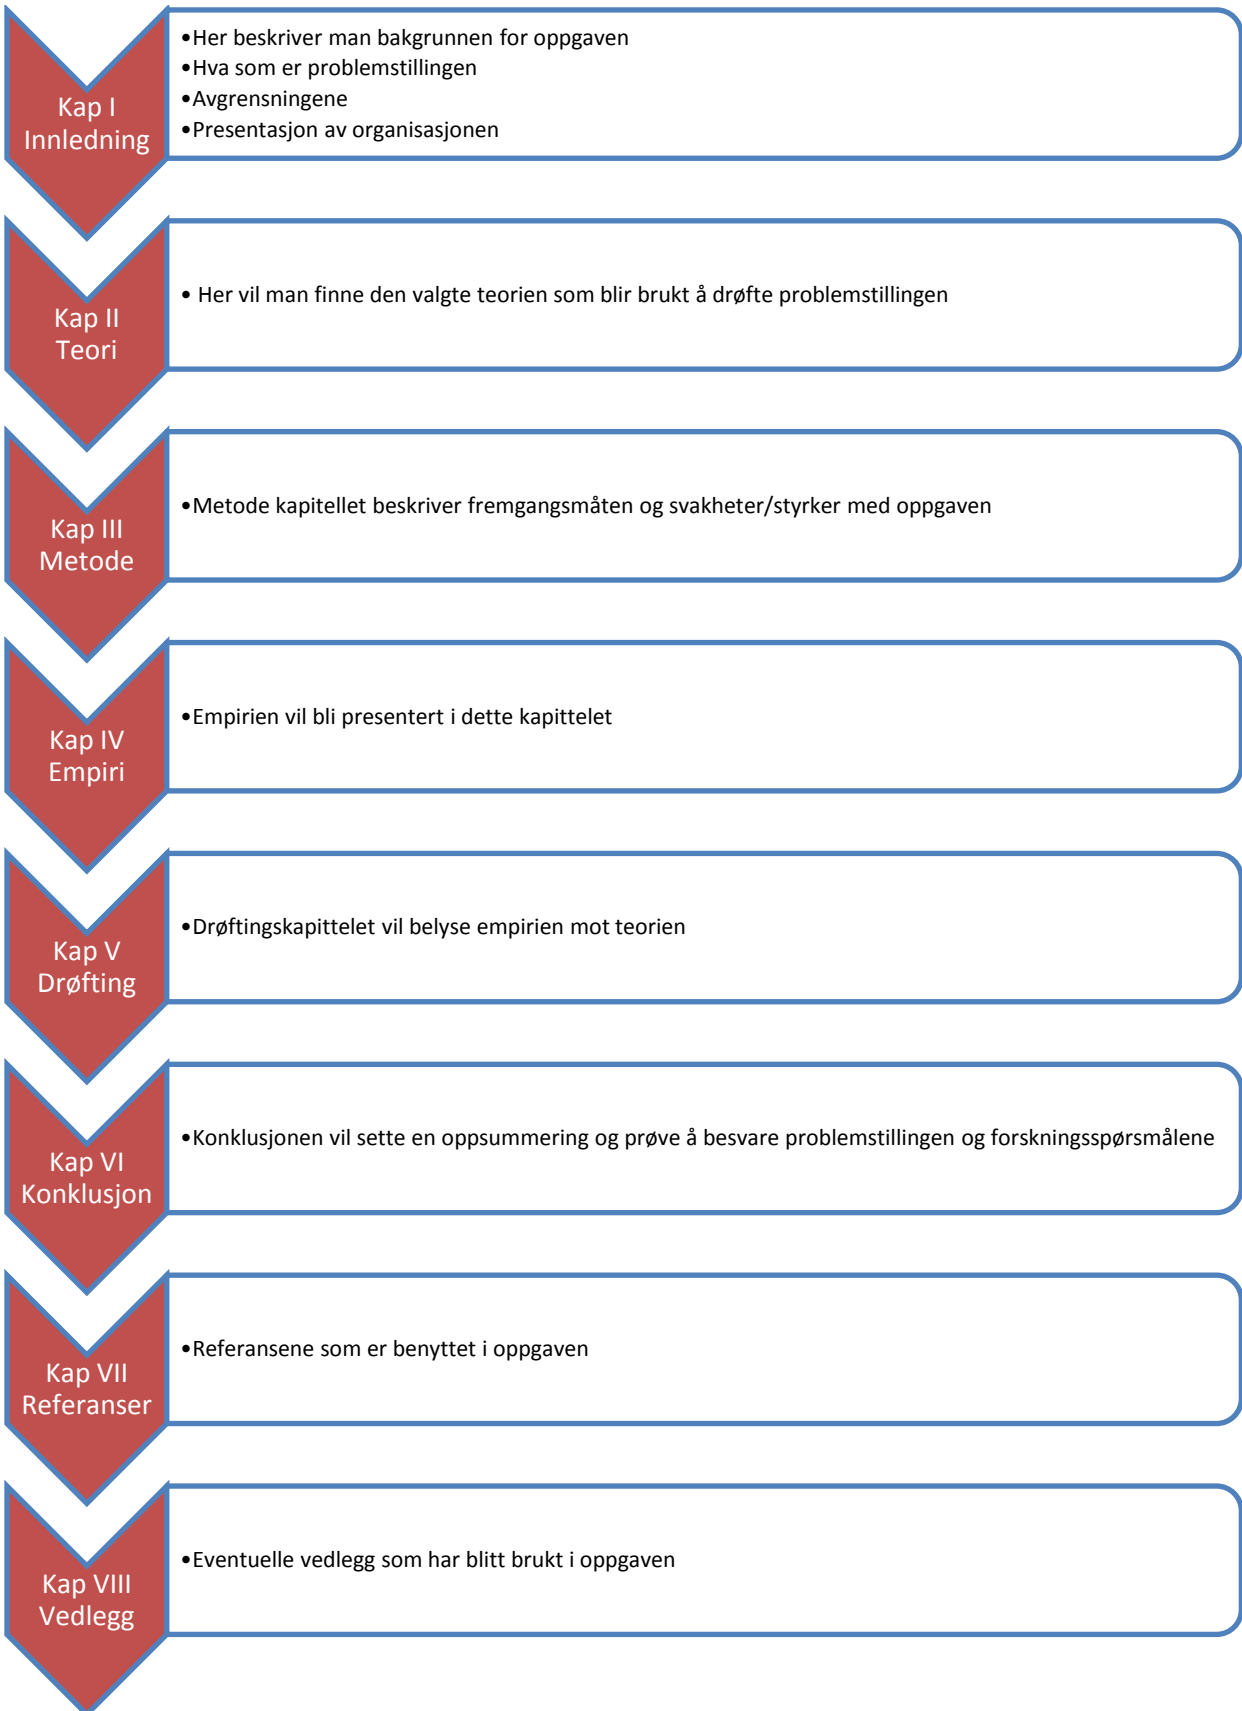 Kap I
Innledning
•Her beskriver man bakgrunnen for oppgaven
•Hva som er problemstillingen
•Avgrensningene
•Presentasjon av organisasjonen
Kap II
Teori
• Her vil man finne den valgte teorien som blir brukt å drøfte problemstillingen
Kap III
Metode
•Metode kapitellet beskriver fremgangsmåten og svakheter/styrker med oppgaven
Kap IV
Empiri
•Empirien vil bli presentert i dette kapittelet
Kap V
Drøfting
•Drøftingskapittelet vil belyse empirien mot teorien
Kap VI
Konklusjon
•Konklusjonen vil sette en oppsummering og prøve å besvare problemstillingen og forskningsspørsmålene
Kap VII
Referanser
•Referansene som er benyttet i oppgaven
Kap VIII
Vedlegg
•Eventuelle vedlegg som har blitt brukt i oppgaven